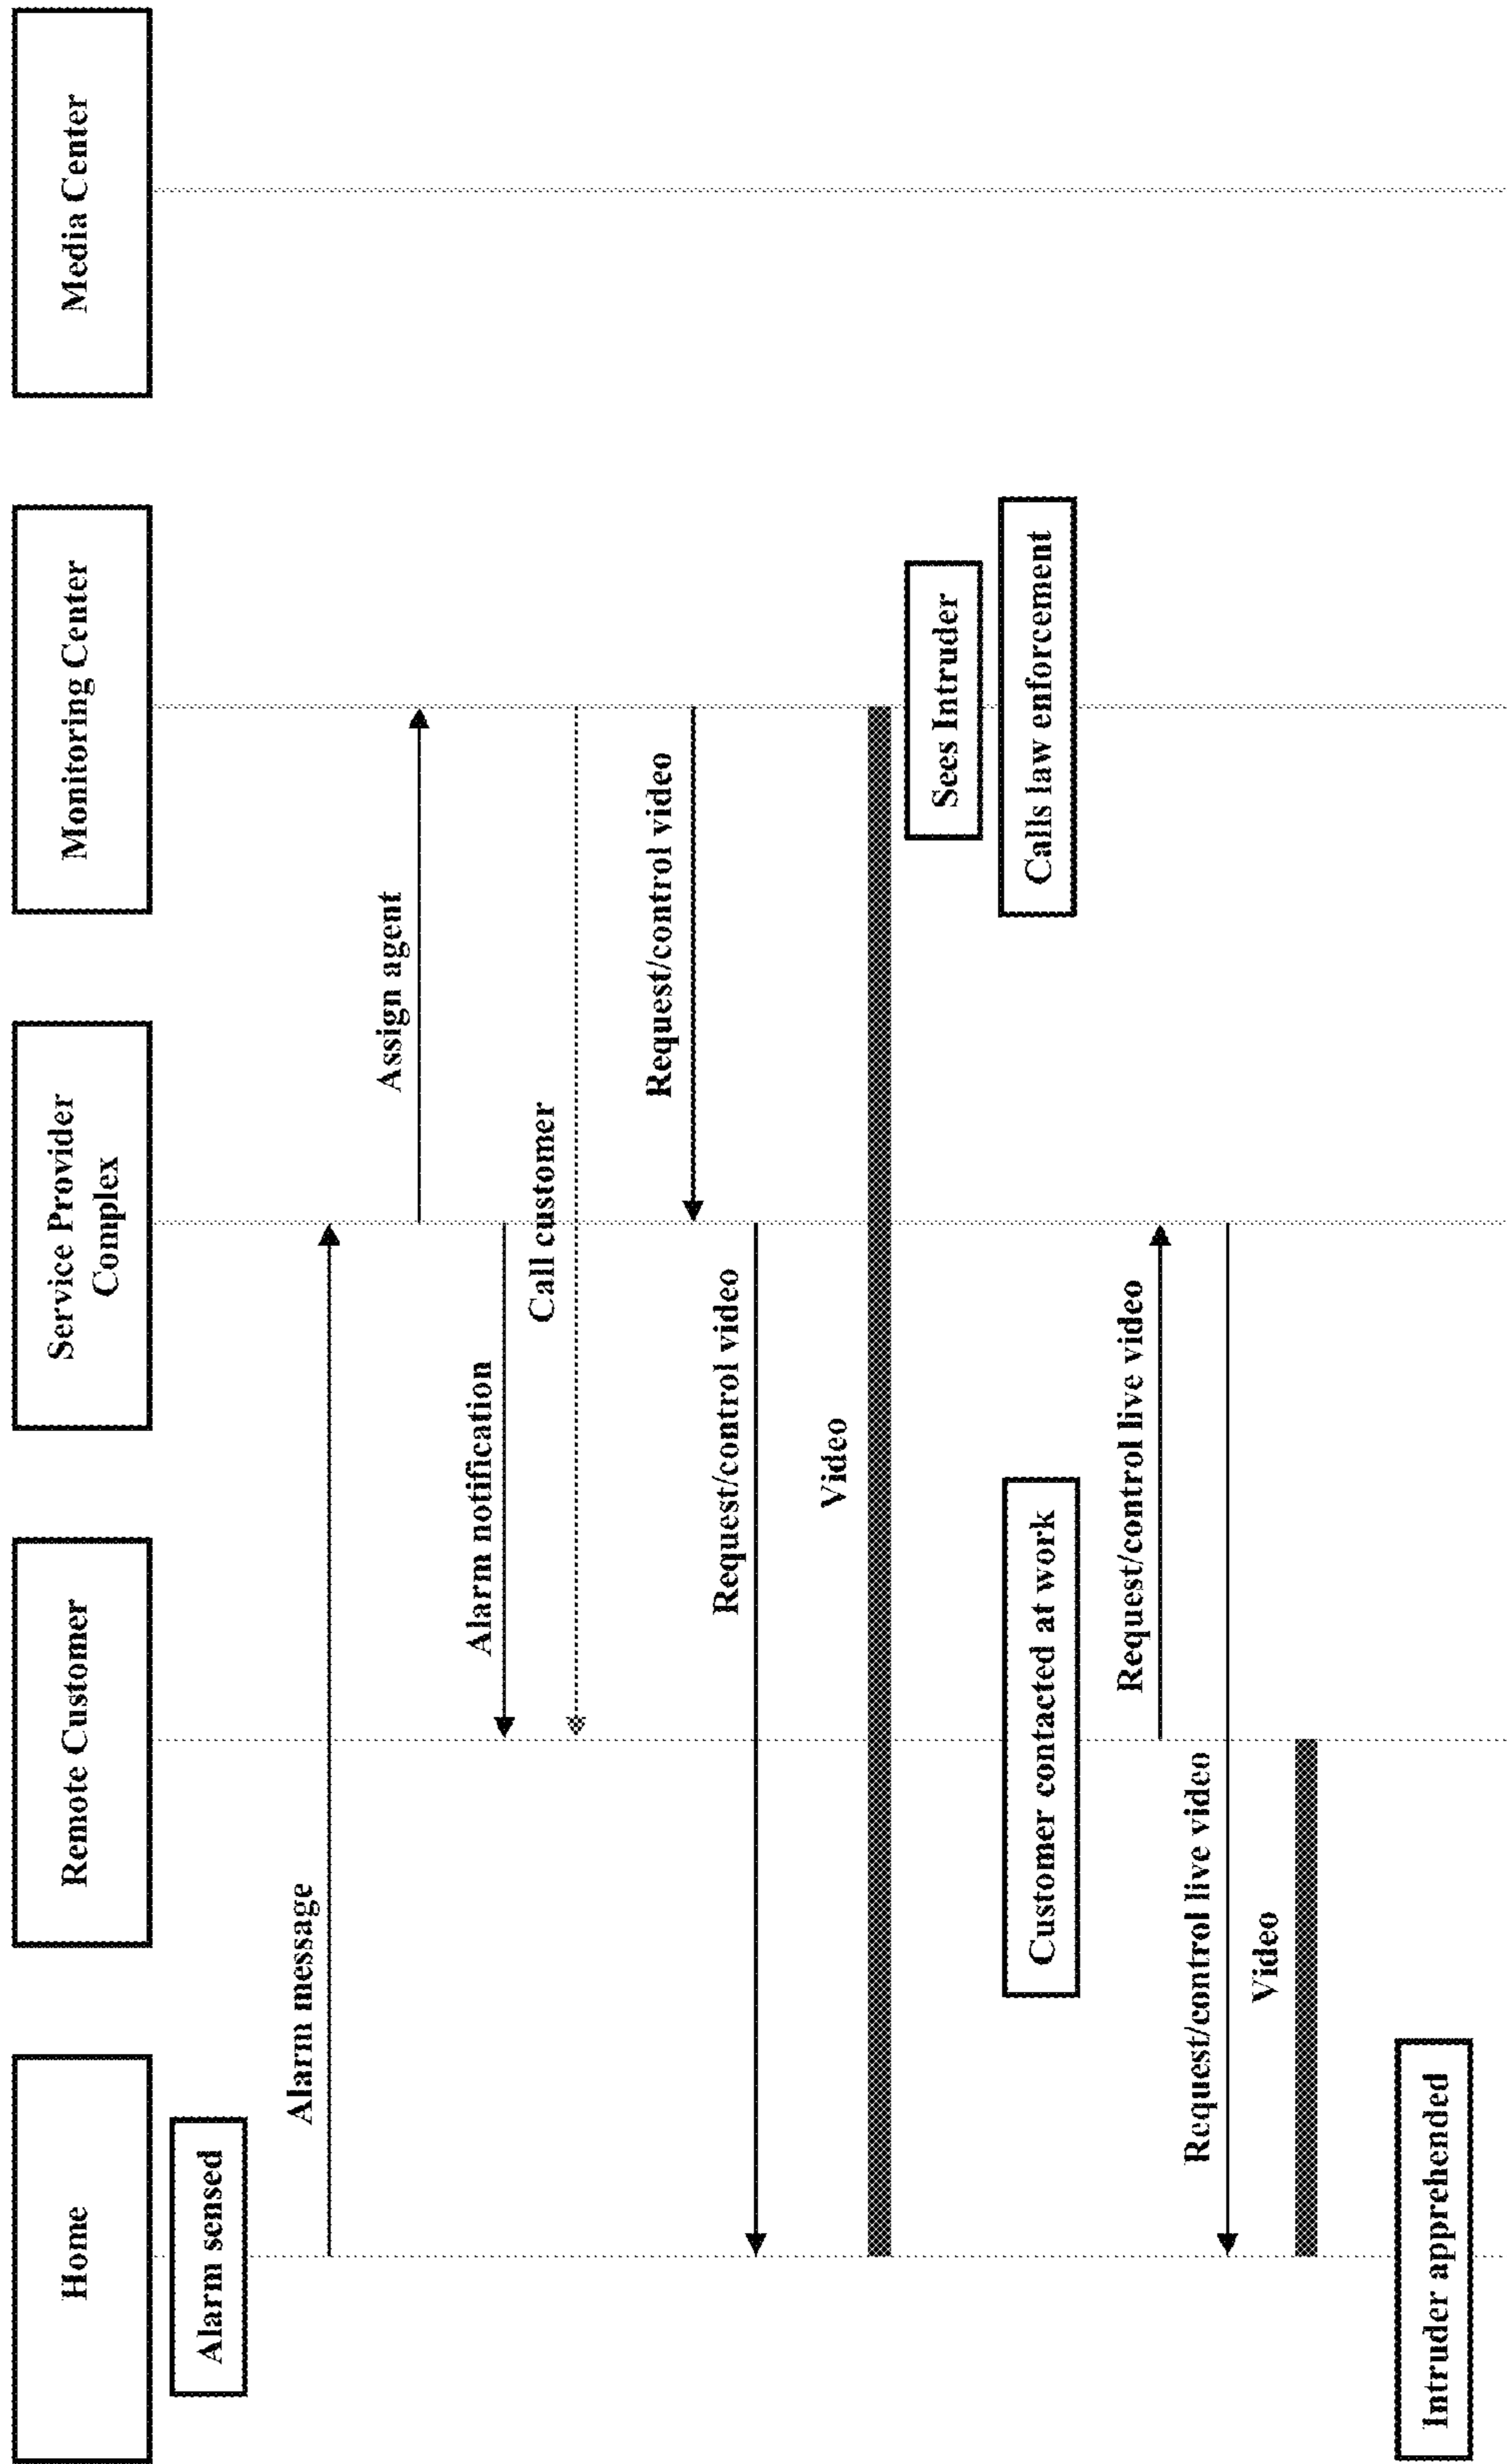 Home
Remote Customer
Service Provider
Complex
Monitoring Center
Media Center
Alarm sensed
Alarm message
Assign agent
Alarm notification
Call customer
Request/control video
Request/control video
Video
Sees Intruder
Customer contacted at work
Calls law enforcement
Request/control live video
Request/control live video
Video
Intruder apprehended